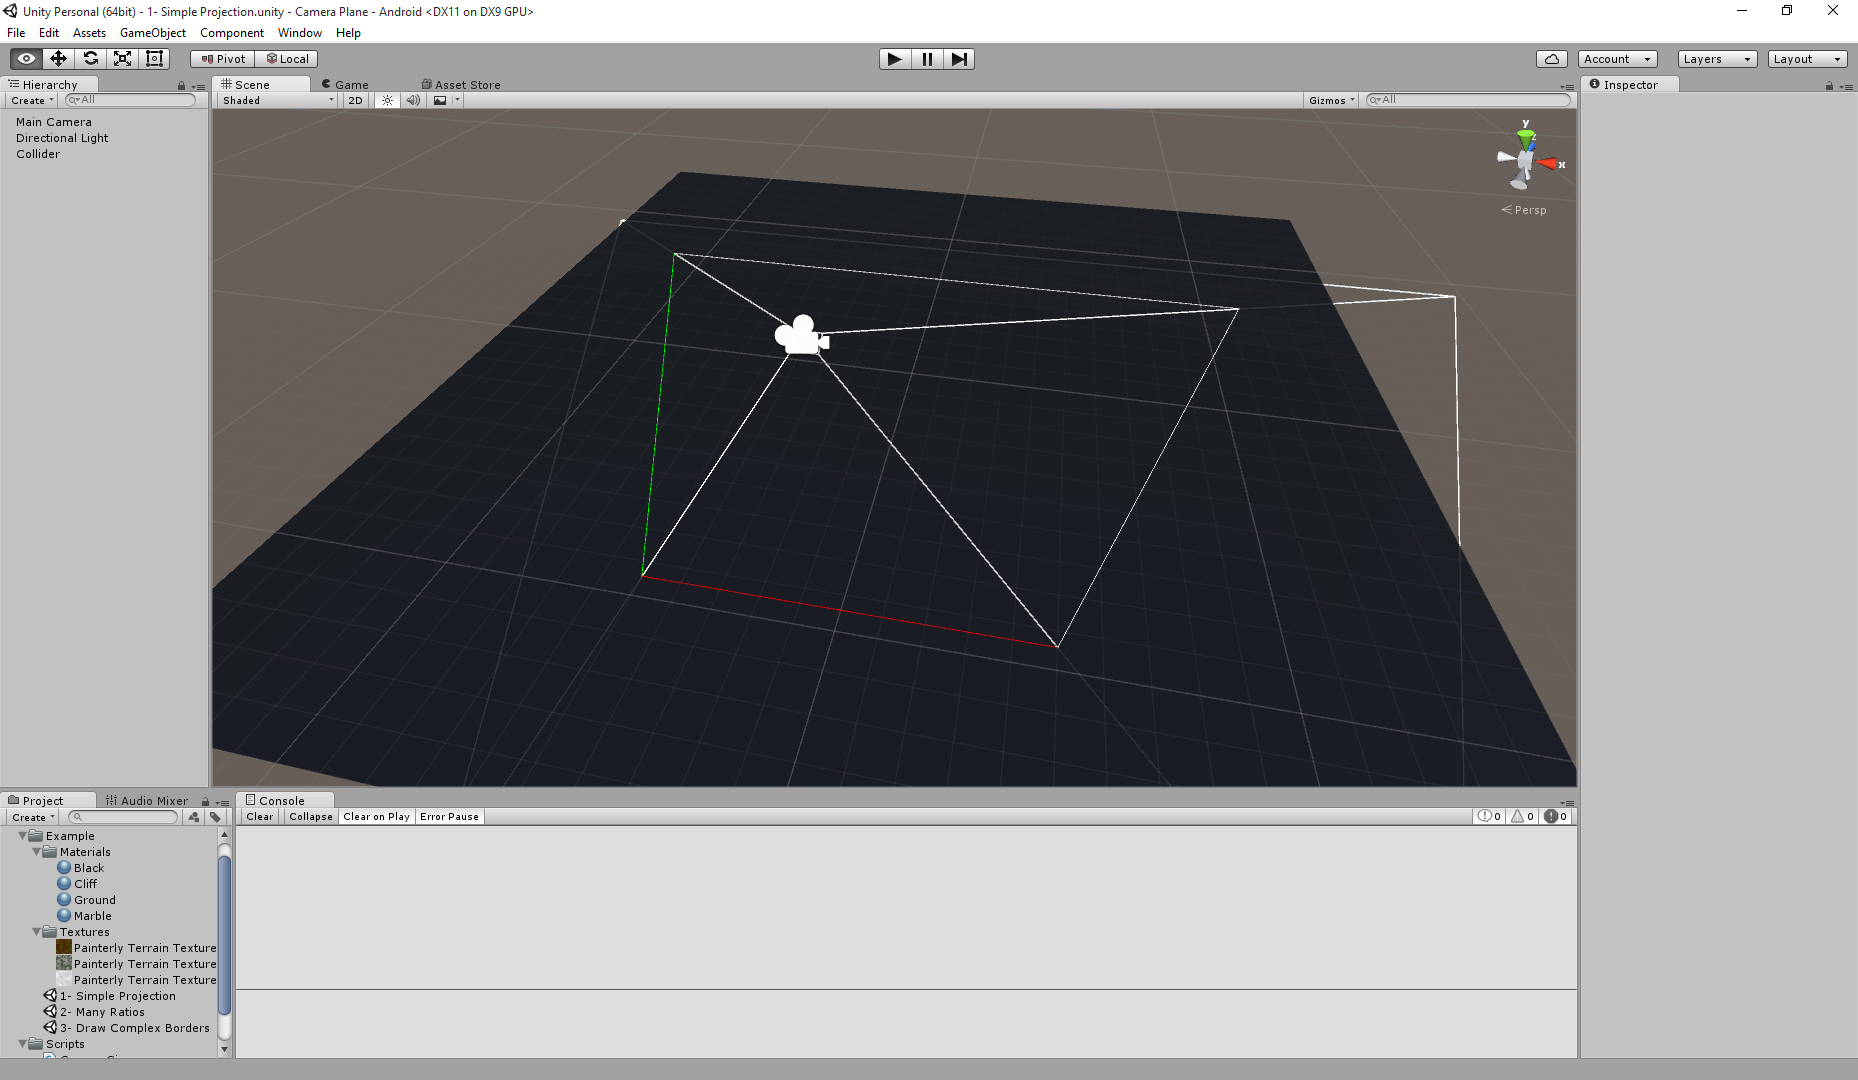 Unity Personal (64bit) - 1- Simple Projection.unity - Camera Plane - Android <DX11 on DX9 GPU>
File Edit Assets GameObject Component Window Help
Pivot Local Account Layers Layout
Hierarchy Scene Game Asset Store Inspector
Create All Shaded 2D Gizmos All
Main Camera
Directional Light
Collider
y
z
x
Persp
Project Audio Mixer Console
Create Clear Collapse Clear on Play Error Pause 0 0 0
Example
Materials
Black
Cliff
Ground
Marble
Textures
Painterly Terrain Texture
Painterly Terrain Texture
Painterly Terrain Texture
1- Simple Projection
2- Many Ratios
3- Draw Complex Borders
Scripts